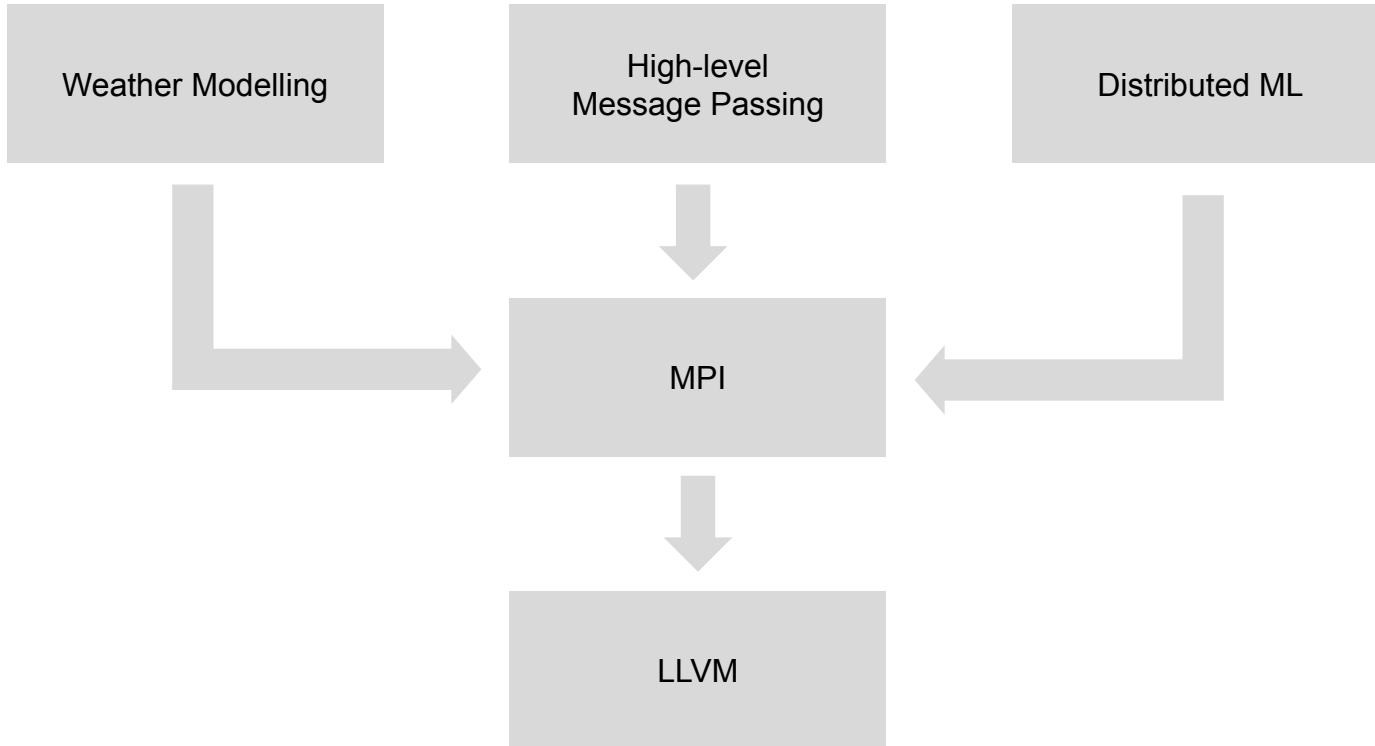 Weather Modelling
High-level
Message Passing
Distributed ML
MPI
LLVM